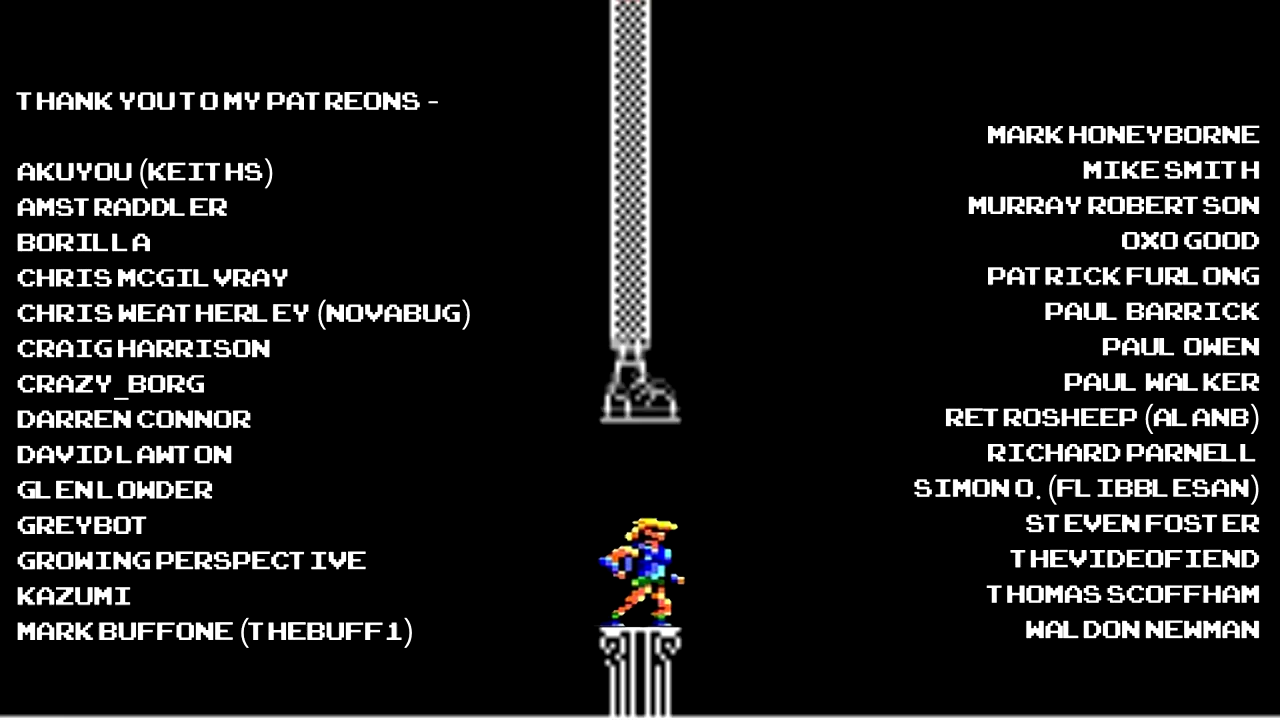 THANK YOU TO MY PATREONS -
AKUYOU (KEITHS)
AMSTRADDLER
BORILLA
CHRIS MCGILVRAY
CHRIS WEATHERLEY (NOVABUG)
CRAIG HARRISON
CRAZY_BORG
DARREN CONNOR
DAVID LAWTON
GLEN LOWDER
GREYBOT
GROWING PERSPECTIVE
KAZUMI
MARK BUFFONE (THEBUFF1)
MARK HONEYBORNE
MIKE SMITH
MURRAY ROBERTSON
OXO GOOD
PATRICK FURLONG
PAUL BARRICK
PAUL OWEN
PAUL WALKER
RETROSHEEP (ALANB)
RICHARD PARNELL
SIMON O. (FLIBBLESAN)
STEVEN FOSTER
THEVIDEOFIEND
THOMAS SCOFFHAM
WALDON NEWMAN